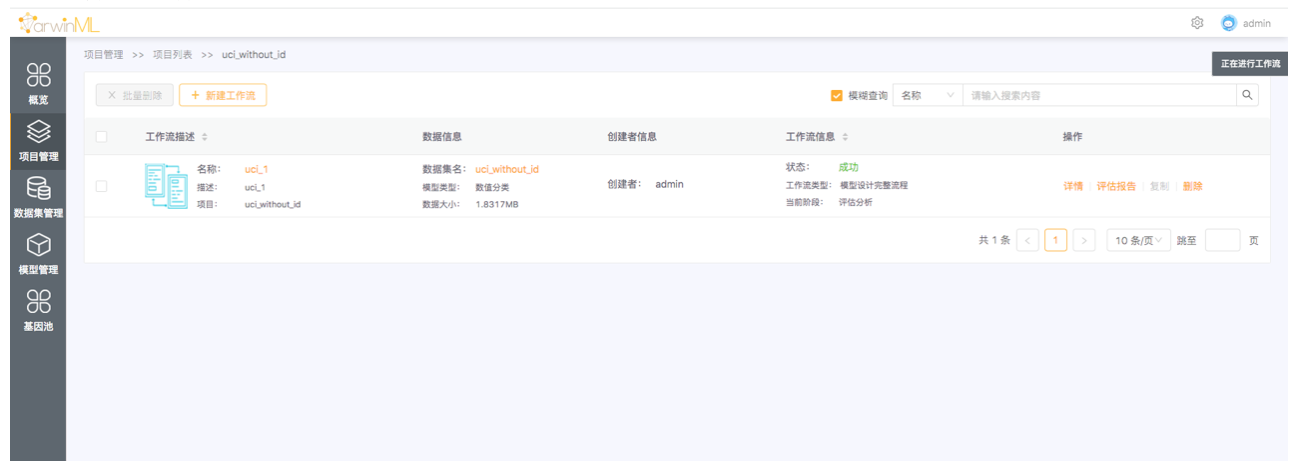 DarwinML
admin
项目管理 >> 项目列表 >> uci_without_id
正在进行工作流
概览
项目管理
数据集管理
模型管理
基因池
× 批量删除 + 新建工作流 模糊查询 名称 请输入搜索内容
工作流描述 数据信息 创建者信息 工作流信息 操作
名称： uci_1
描述： uci_1
项目： uci_without_id
数据集名： uci_without_id
模型类型： 数值分类
数据大小： 1.8317MB
创建者： admin
状态： 成功
工作流类型： 模型设计完整流程
当前阶段： 评估分析
详情 评估报告 复制 删除
共 1 条 < 1 > 10 条/页 跳至 页